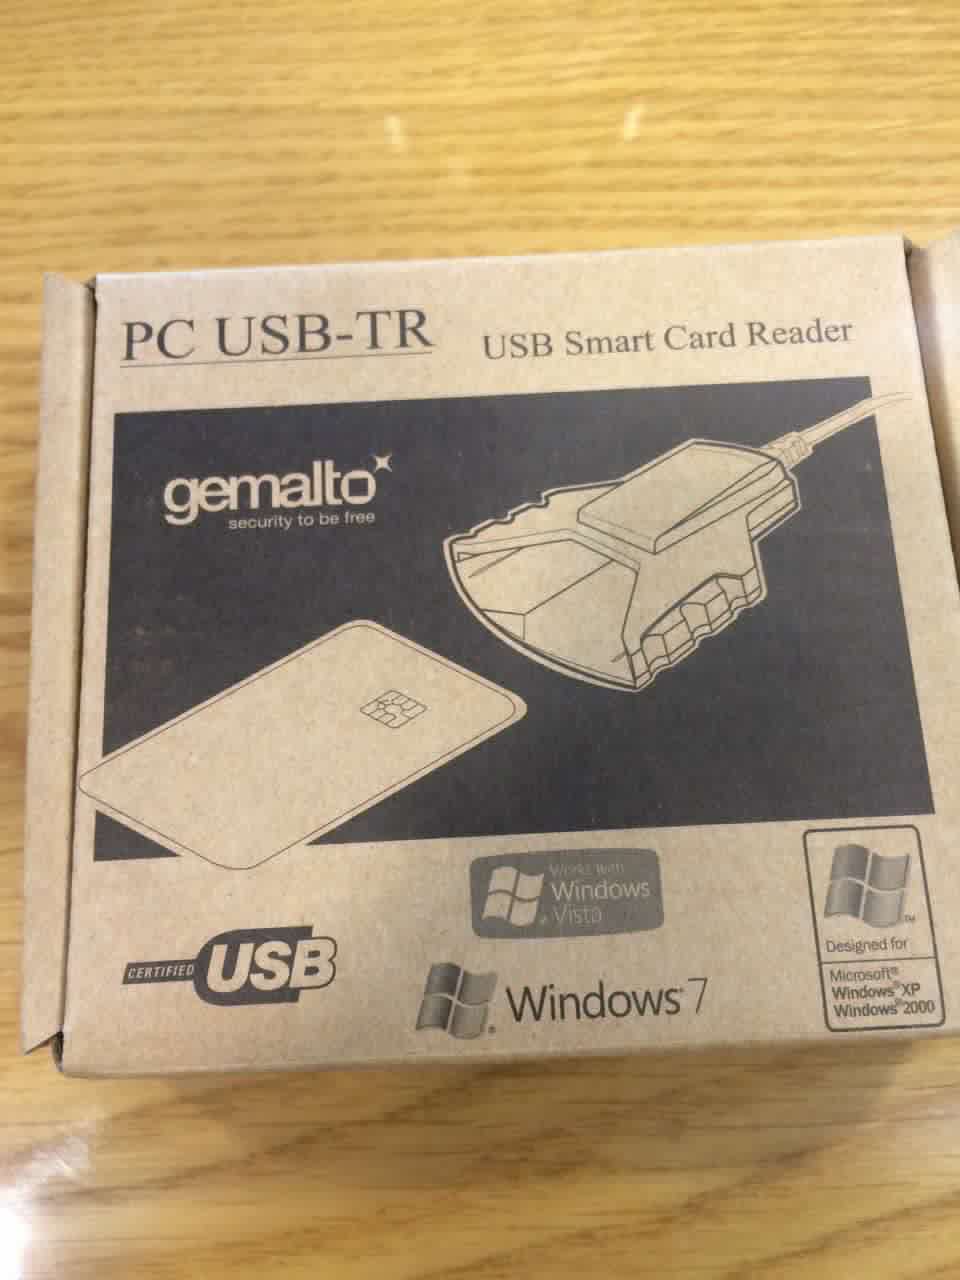 PC USB-TR
USB Smart Card Reader
gemalto
security to be free
Works with
Windows
Vista
CERTIFIED
USB
Windows 7
TM
Designed for
Microsoft®
Windows® XP
Windows® 2000